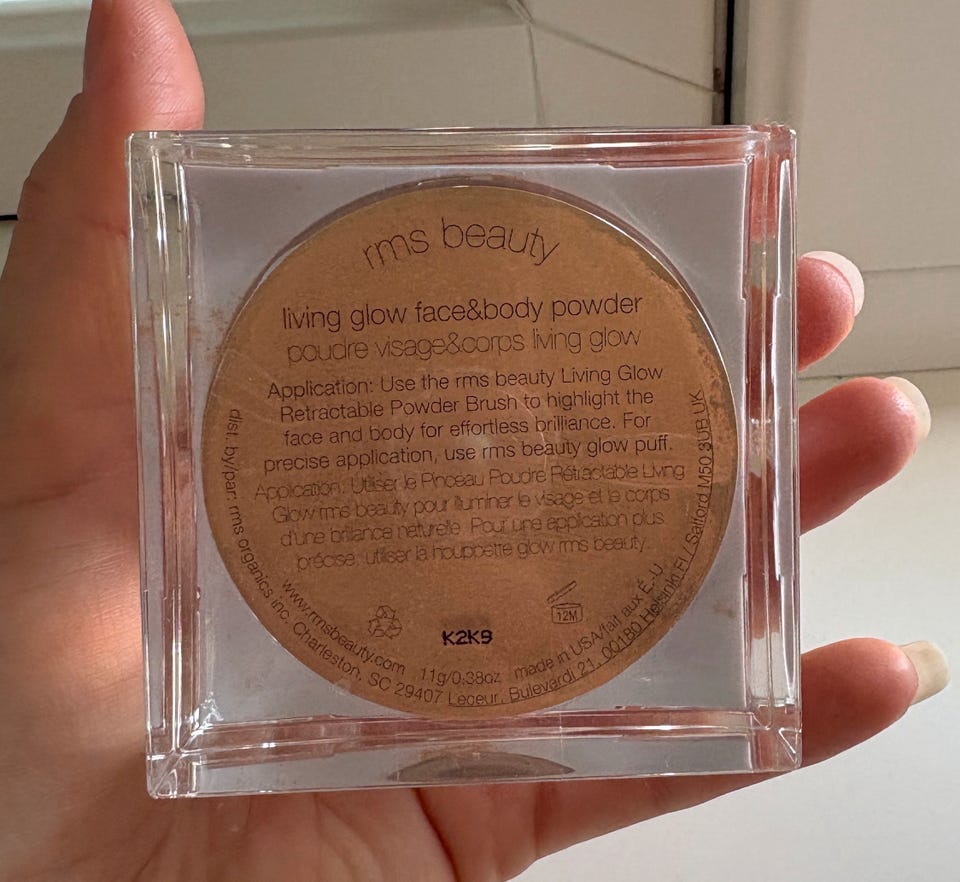 rms beauty
living glow face&body powder
poudre visage&corps living glow
Application: Use the rms beauty Living Glow
Retractable Powder Brush to highlight the
face and body for effortless brilliance. For
precise application, use rms beauty glow puff.
Application: Utiliser le Pinceau Poudre Rétractable Living
Glow rms beauty pour illuminer le visage et le corps
d'une brilance naturelle. Pour une application plus
précise, utiliser la houppette glow rms beauty.
12M
K2K9
www.rmsbeauty.com 11g/0.38oz made in USA/fait aux É.-U
dist. by/par: rms organics inc. Charleston, SC 29407 Legeur, Bulevardi 21, 00180 Helsinki FI / Salford M50 3UB UK